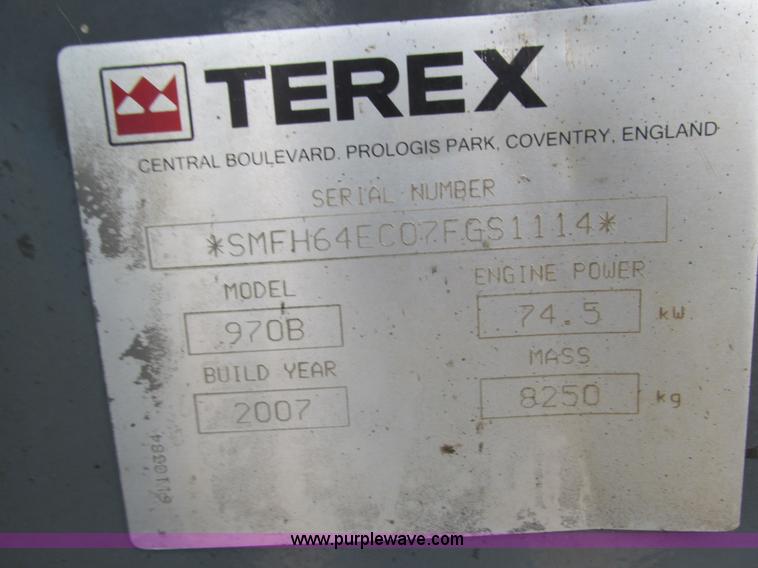 TEREX
CENTRAL BOULEVARD. PROLOGIS PARK. COVENTRY. ENGLAND
SERIAL NUMBER
*SMFH64EC07FGS1114*
MODEL ENGINE POWER
970B 74.5 kW
BUILD YEAR MASS
2007 8250 kg
6110384
www.purplewave.com